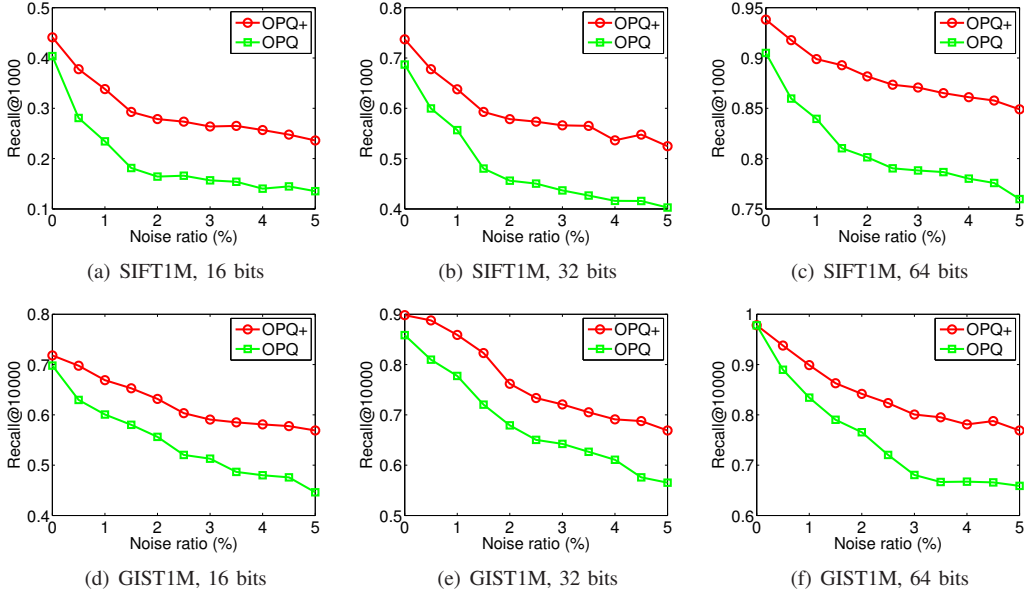 0.5
0.4
0.3
0.2
0.1
Recall@1000
0 1 2 3 4 5
Noise ratio (%)
OPQ+
OPQ
(a) SIFT1M, 16 bits
0.8
0.7
0.6
0.5
0.4
Recall@1000
0 1 2 3 4 5
Noise ratio (%)
OPQ+
OPQ
(b) SIFT1M, 32 bits
0.95
0.9
0.85
0.8
0.75
Recall@1000
0 1 2 3 4 5
Noise ratio (%)
OPQ+
OPQ
(c) SIFT1M, 64 bits
0.8
0.7
0.6
0.5
0.4
Recall@10000
0 1 2 3 4 5
Noise ratio (%)
OPQ+
OPQ
(d) GIST1M, 16 bits
0.9
0.8
0.7
0.6
0.5
Recall@10000
0 1 2 3 4 5
Noise ratio (%)
OPQ+
OPQ
(e) GIST1M, 32 bits
1
0.9
0.8
0.7
0.6
Recall@10000
0 1 2 3 4 5
Noise ratio (%)
OPQ+
OPQ
(f) GIST1M, 64 bits